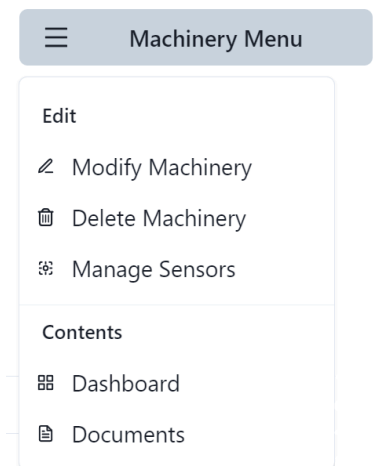 Machinery Menu
Edit
Modify Machinery
Delete Machinery
Manage Sensors
Contents
Dashboard
Documents